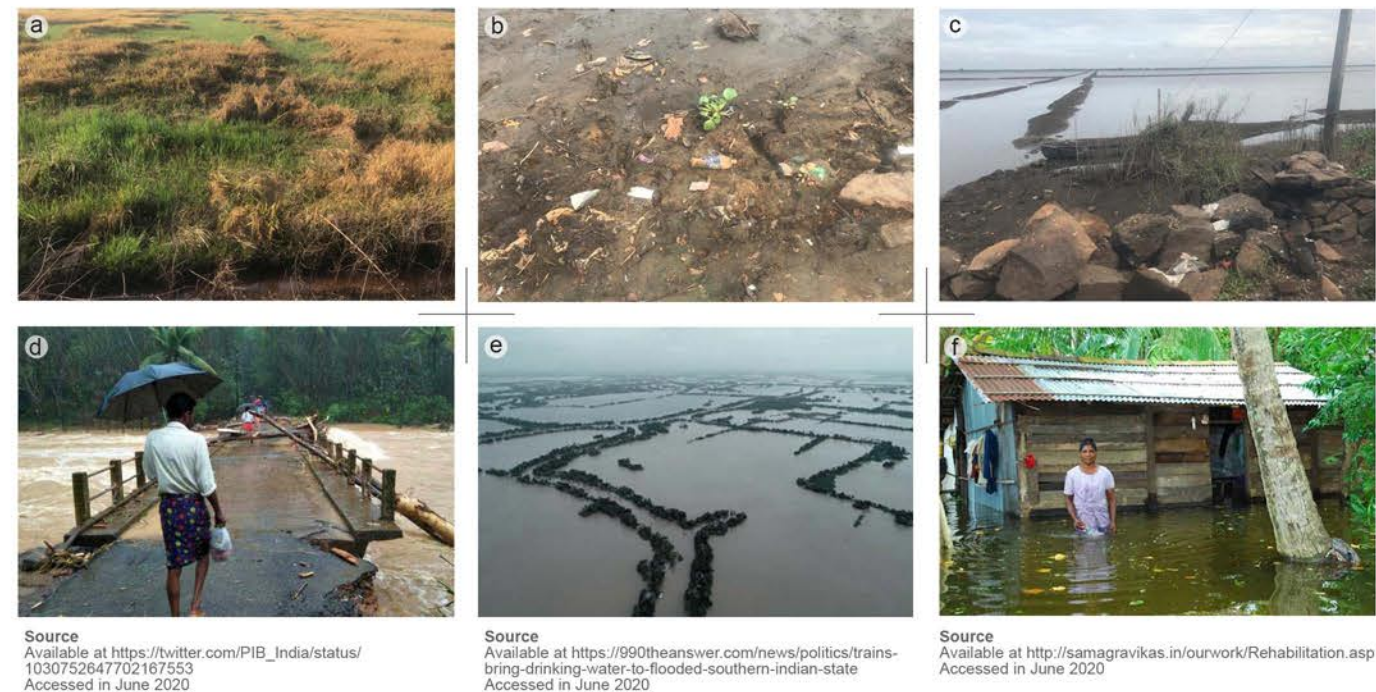 a
b
c
d
e
f
Source
Available at https://twitter.com/PIB_India/status/
1030752647702167553
Accessed in June 2020
Source
Available at https://990theanswer.com/news/politics/trains-
bring-drinking-water-to-flooded-southern-indian-state
Accessed in June 2020
Source
Available at http://samagravikas.in/ourwork/Rehabilitation.asp
Accessed in June 2020